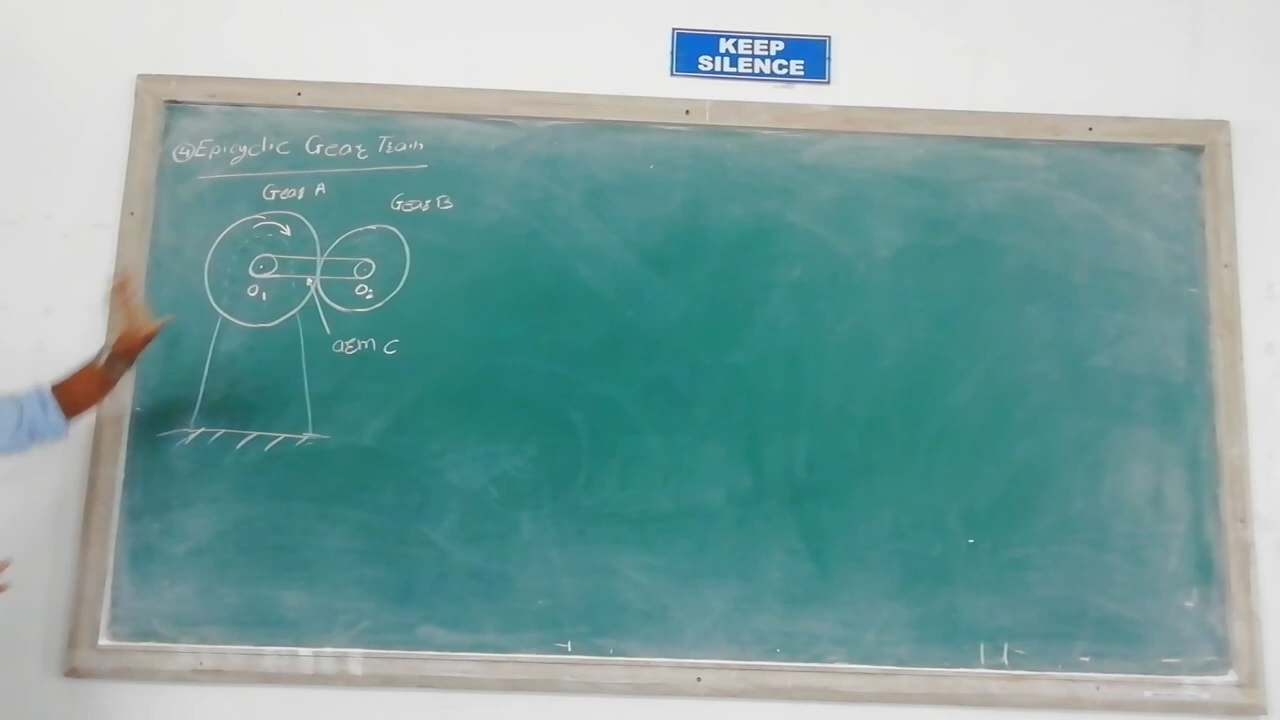 KEEP
SILENCE
④ Epicyclic Gear Train
Gear A
Gear B
O1
O2
arm C